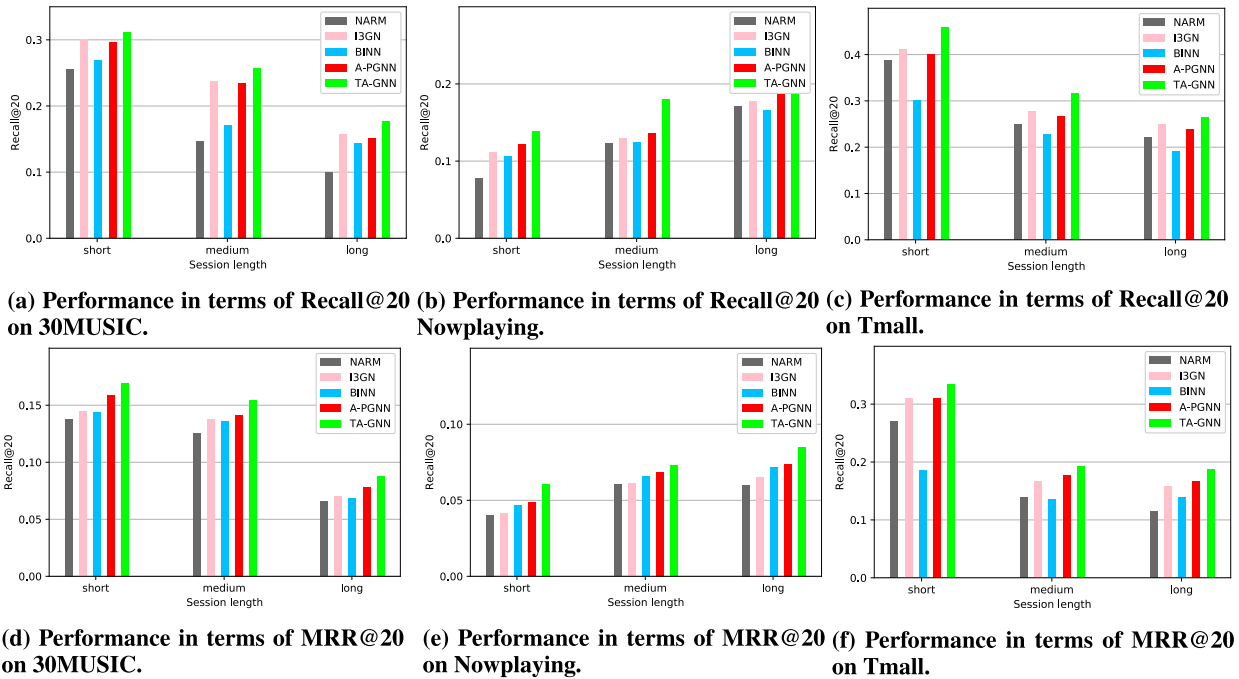 0.3
0.2
0.1
0.0
Recall@20
short
medium
long
Session length
NARM
I3GN
BINN
A-PGNN
TA-GNN
0.2
0.1
0.0
Recall@20
short
medium
long
Session length
NARM
I3GN
BINN
A-PGNN
TA-GNN
0.4
0.3
0.2
0.1
0.0
Recall@20
short
medium
long
Session length
NARM
I3GN
BINN
A-PGNN
TA-GNN
(a) Performance in terms of Recall@20
on 30MUSIC.
(b) Performance in terms of Recall@20
Nowplaying.
(c) Performance in terms of Recall@20
on Tmall.
0.15
0.10
0.05
0.00
Recall@20
short
medium
long
Session length
NARM
I3GN
BINN
A-PGNN
TA-GNN
0.10
0.05
0.00
Recall@20
short
medium
long
Session length
NARM
I3GN
BINN
A-PGNN
TA-GNN
0.3
0.2
0.1
0.0
Recall@20
short
medium
long
Session length
NARM
I3GN
BINN
A-PGNN
TA-GNN
(d) Performance in terms of MRR@20
on 30MUSIC.
(e) Performance in terms of MRR@20
on Nowplaying.
(f) Performance in terms of MRR@20
on Tmall.